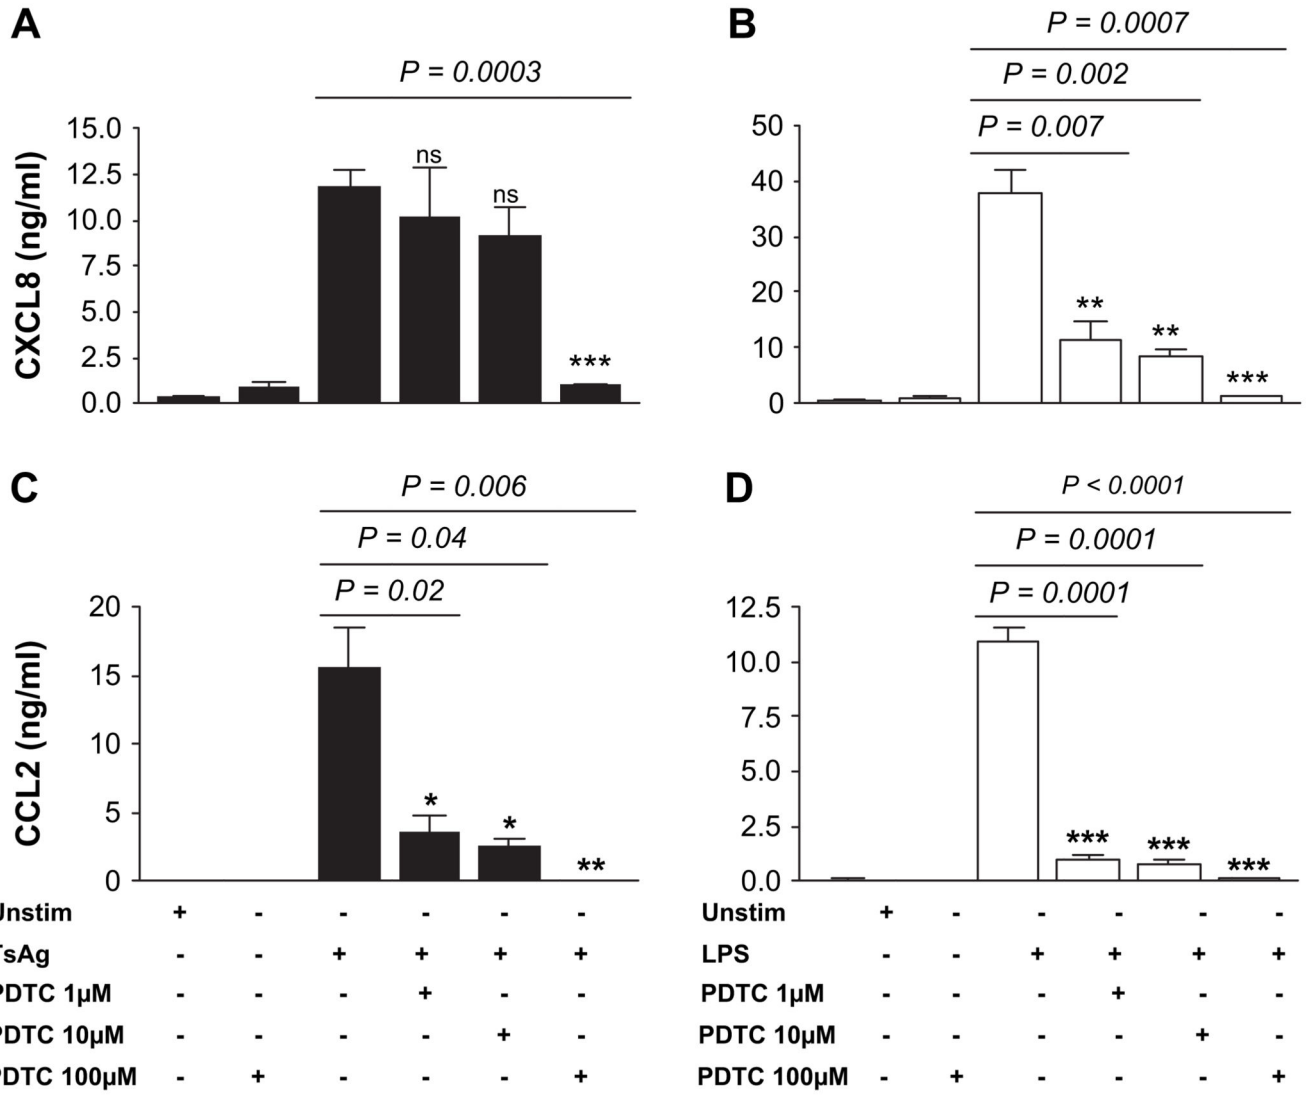 A
P = 0.0003
CXCL8 (ng/ml)
15.0
12.5
10.0
7.5
5.0
2.5
0.0
ns
ns
***
B
P = 0.0007
P = 0.002
P = 0.007
50
40
30
20
10
0
**
**
***
C
P = 0.006
P = 0.04
P = 0.02
CCL2 (ng/ml)
20
15
10
5
0
*
*
**
D
P < 0.0001
P = 0.0001
P = 0.0001
12.5
10.0
7.5
5.0
2.5
0.0
***
***
***
Unstim + - - - - -
TsAg - - + + + +
PDTC 1µM - - - + - -
PDTC 10µM - - - - + -
PDTC 100µM - + - - - +
Unstim + - - - - -
LPS - - + + + +
PDTC 1µM - - - + - -
PDTC 10µM - - - - + -
PDTC 100µM - + - - - +